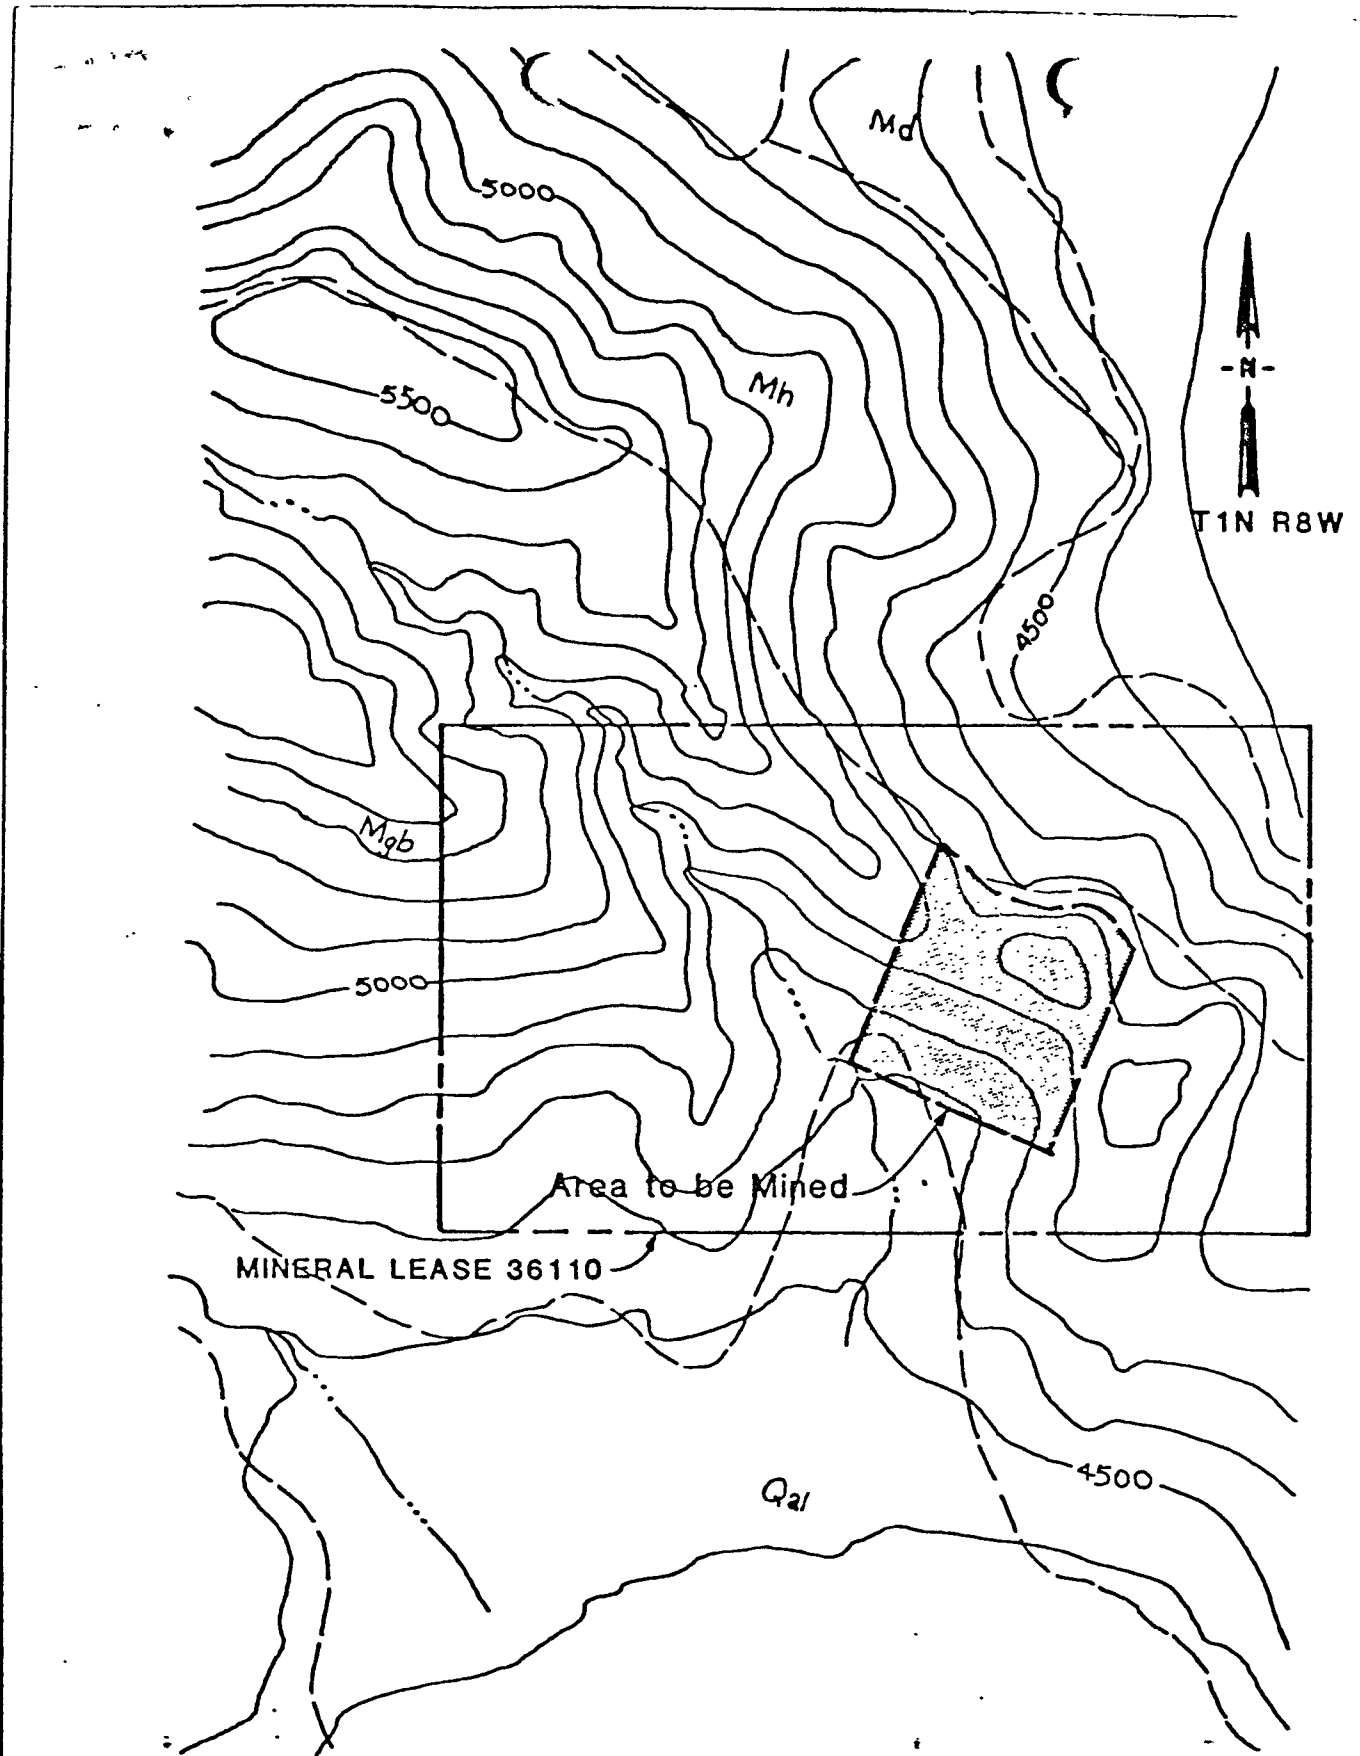 Md
5000
Mh
5500
N
T1N R8W
4500
Mgb
5000
Area to be Mined
MINERAL LEASE 36110
4500
Qal